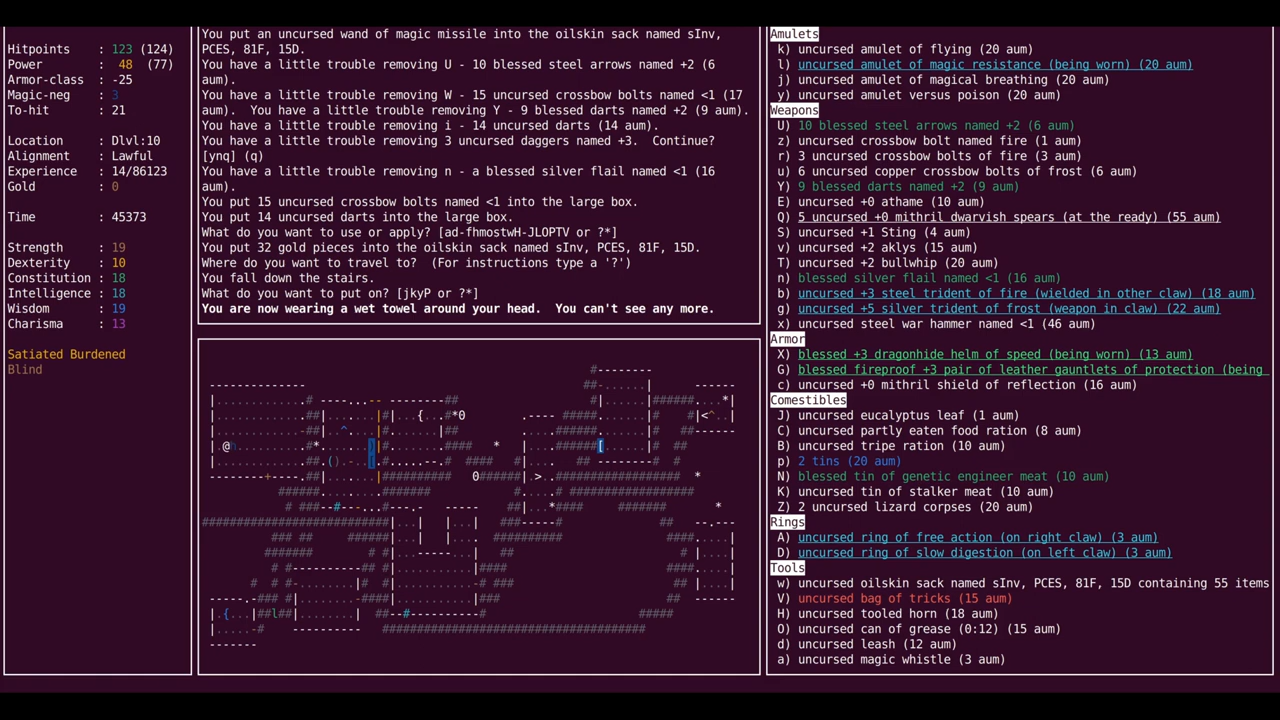 Hitpoints : 123 (124)
Power : 48 (77)
Armor-class : -25
Magic-neg : 3
To-hit : 21
Location : Dlvl:10
Alignment : Lawful
Experience : 14/86123
Gold : 0
Time : 45373
Strength : 19
Dexterity : 10
Constitution : 18
Intelligence : 18
Wisdom : 19
Charisma : 13
Satiated Burdened
Blind
You put an uncursed wand of magic missile into the oilskin sack named sInv,
PCES, 81F, 15D.
You have a little trouble removing U - 10 blessed steel arrows named +2 (6
aum).
You have a little trouble removing W - 15 uncursed crossbow bolts named <1 (17
aum). You have a little trouble removing Y - 9 blessed darts named +2 (9 aum).
You have a little trouble removing i - 14 uncursed darts (14 aum).
You have a little trouble removing 3 uncursed daggers named +3. Continue?
[ynq] (q)
You have a little trouble removing n - a blessed silver flail named <1 (16
aum).
You put 15 uncursed crossbow bolts named <1 into the large box.
You put 14 uncursed darts into the large box.
What do you want to use or apply? [ad-fhmostwH-JLOPTV or ?*]
You put 32 gold pieces into the oilskin sack named sInv, PCES, 81F, 15D.
Where do you want to travel to? (For instructions type a '?')
You fall down the stairs.
What do you want to put on? [jkyP or ?*]
You are now wearing a wet towel around your head. You can't see any more.
Amulets
k) uncursed amulet of flying (20 aum)
l) uncursed amulet of magic resistance (being worn) (20 aum)
j) uncursed amulet of magical breathing (20 aum)
y) uncursed amulet versus poison (20 aum)
Weapons
U) 10 blessed steel arrows named +2 (6 aum)
z) uncursed crossbow bolt named fire (1 aum)
r) 3 uncursed crossbow bolts of fire (3 aum)
u) 6 uncursed copper crossbow bolts of frost (6 aum)
Y) 9 blessed darts named +2 (9 aum)
E) uncursed +0 athame (10 aum)
Q) 5 uncursed +0 mithril dwarvish spears (at the ready) (55 aum)
S) uncursed +1 Sting (4 aum)
v) uncursed +2 aklys (15 aum)
T) uncursed +2 bullwhip (20 aum)
n) blessed silver flail named <1 (16 aum)
b) uncursed +3 steel trident of fire (wielded in other claw) (18 aum)
g) uncursed +5 silver trident of frost (weapon in claw) (22 aum)
x) uncursed steel war hammer named <1 (46 aum)
Armor
X) blessed +3 dragonhide helm of speed (being worn) (13 aum)
G) blessed fireproof +3 pair of leather gauntlets of protection (being
c) uncursed +0 mithril shield of reflection (16 aum)
Comestibles
J) uncursed eucalyptus leaf (1 aum)
C) uncursed partly eaten food ration (8 aum)
B) uncursed tripe ration (10 aum)
p) 2 tins (20 aum)
N) blessed tin of genetic engineer meat (10 aum)
K) uncursed tin of stalker meat (10 aum)
Z) 2 uncursed lizard corpses (20 aum)
Rings
A) uncursed ring of free action (on right claw) (3 aum)
D) uncursed ring of slow digestion (on left claw) (3 aum)
Tools
w) uncursed oilskin sack named sInv, PCES, 81F, 15D containing 55 items
V) uncursed bag of tricks (15 aum)
H) uncursed tooled horn (18 aum)
O) uncursed can of grease (0:12) (15 aum)
d) uncursed leash (12 aum)
a) uncursed magic whistle (3 aum)